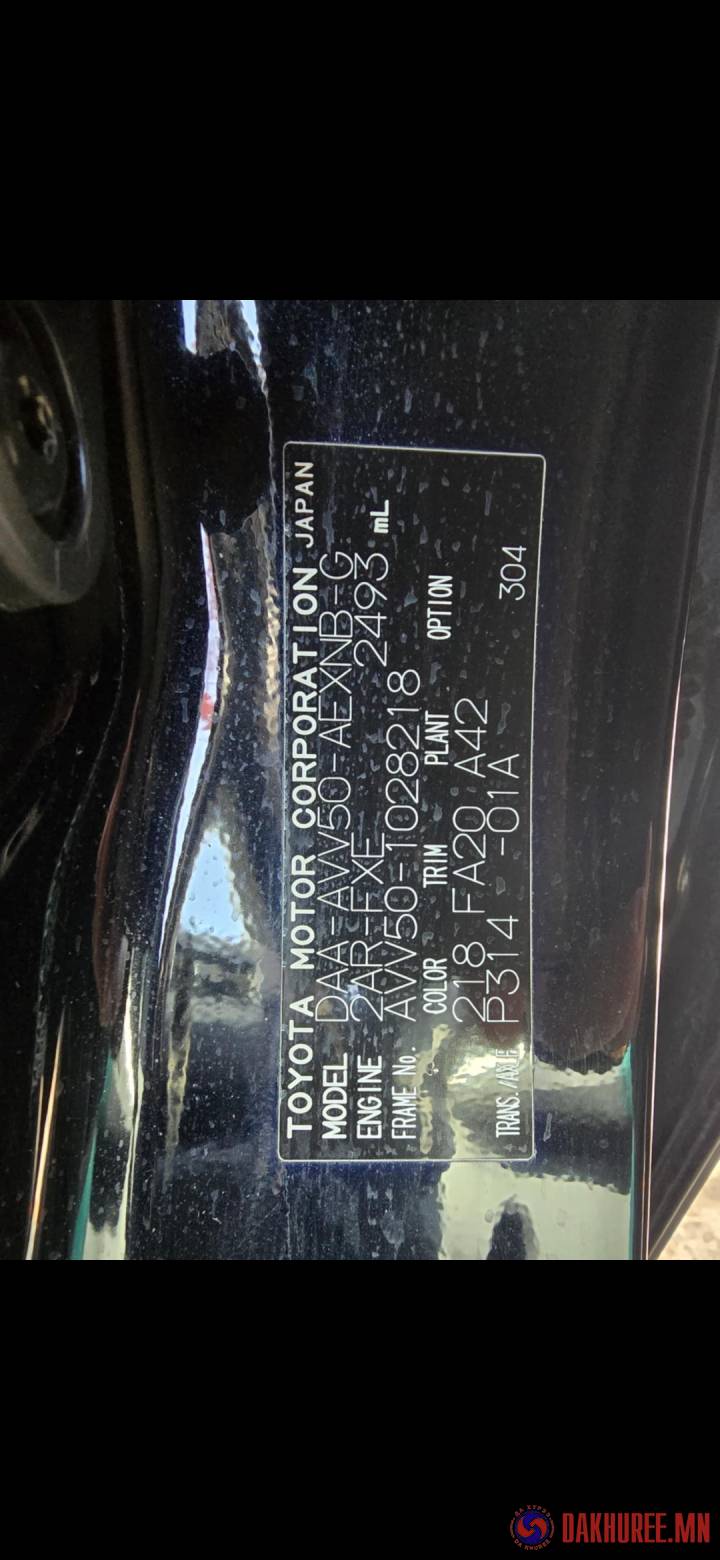 TOYOTA MOTOR CORPORATION JAPAN
MODEL DAA-AVV50-AEXNB-G
ENGINE 2AR-FXE 2493 mL
FRAME No. AVV50-1028218
COLOR TRIM PLANT OPTION
218 FA20 A42
TRANS./AXLE P314 -01A 304
DAKHUREE.MN